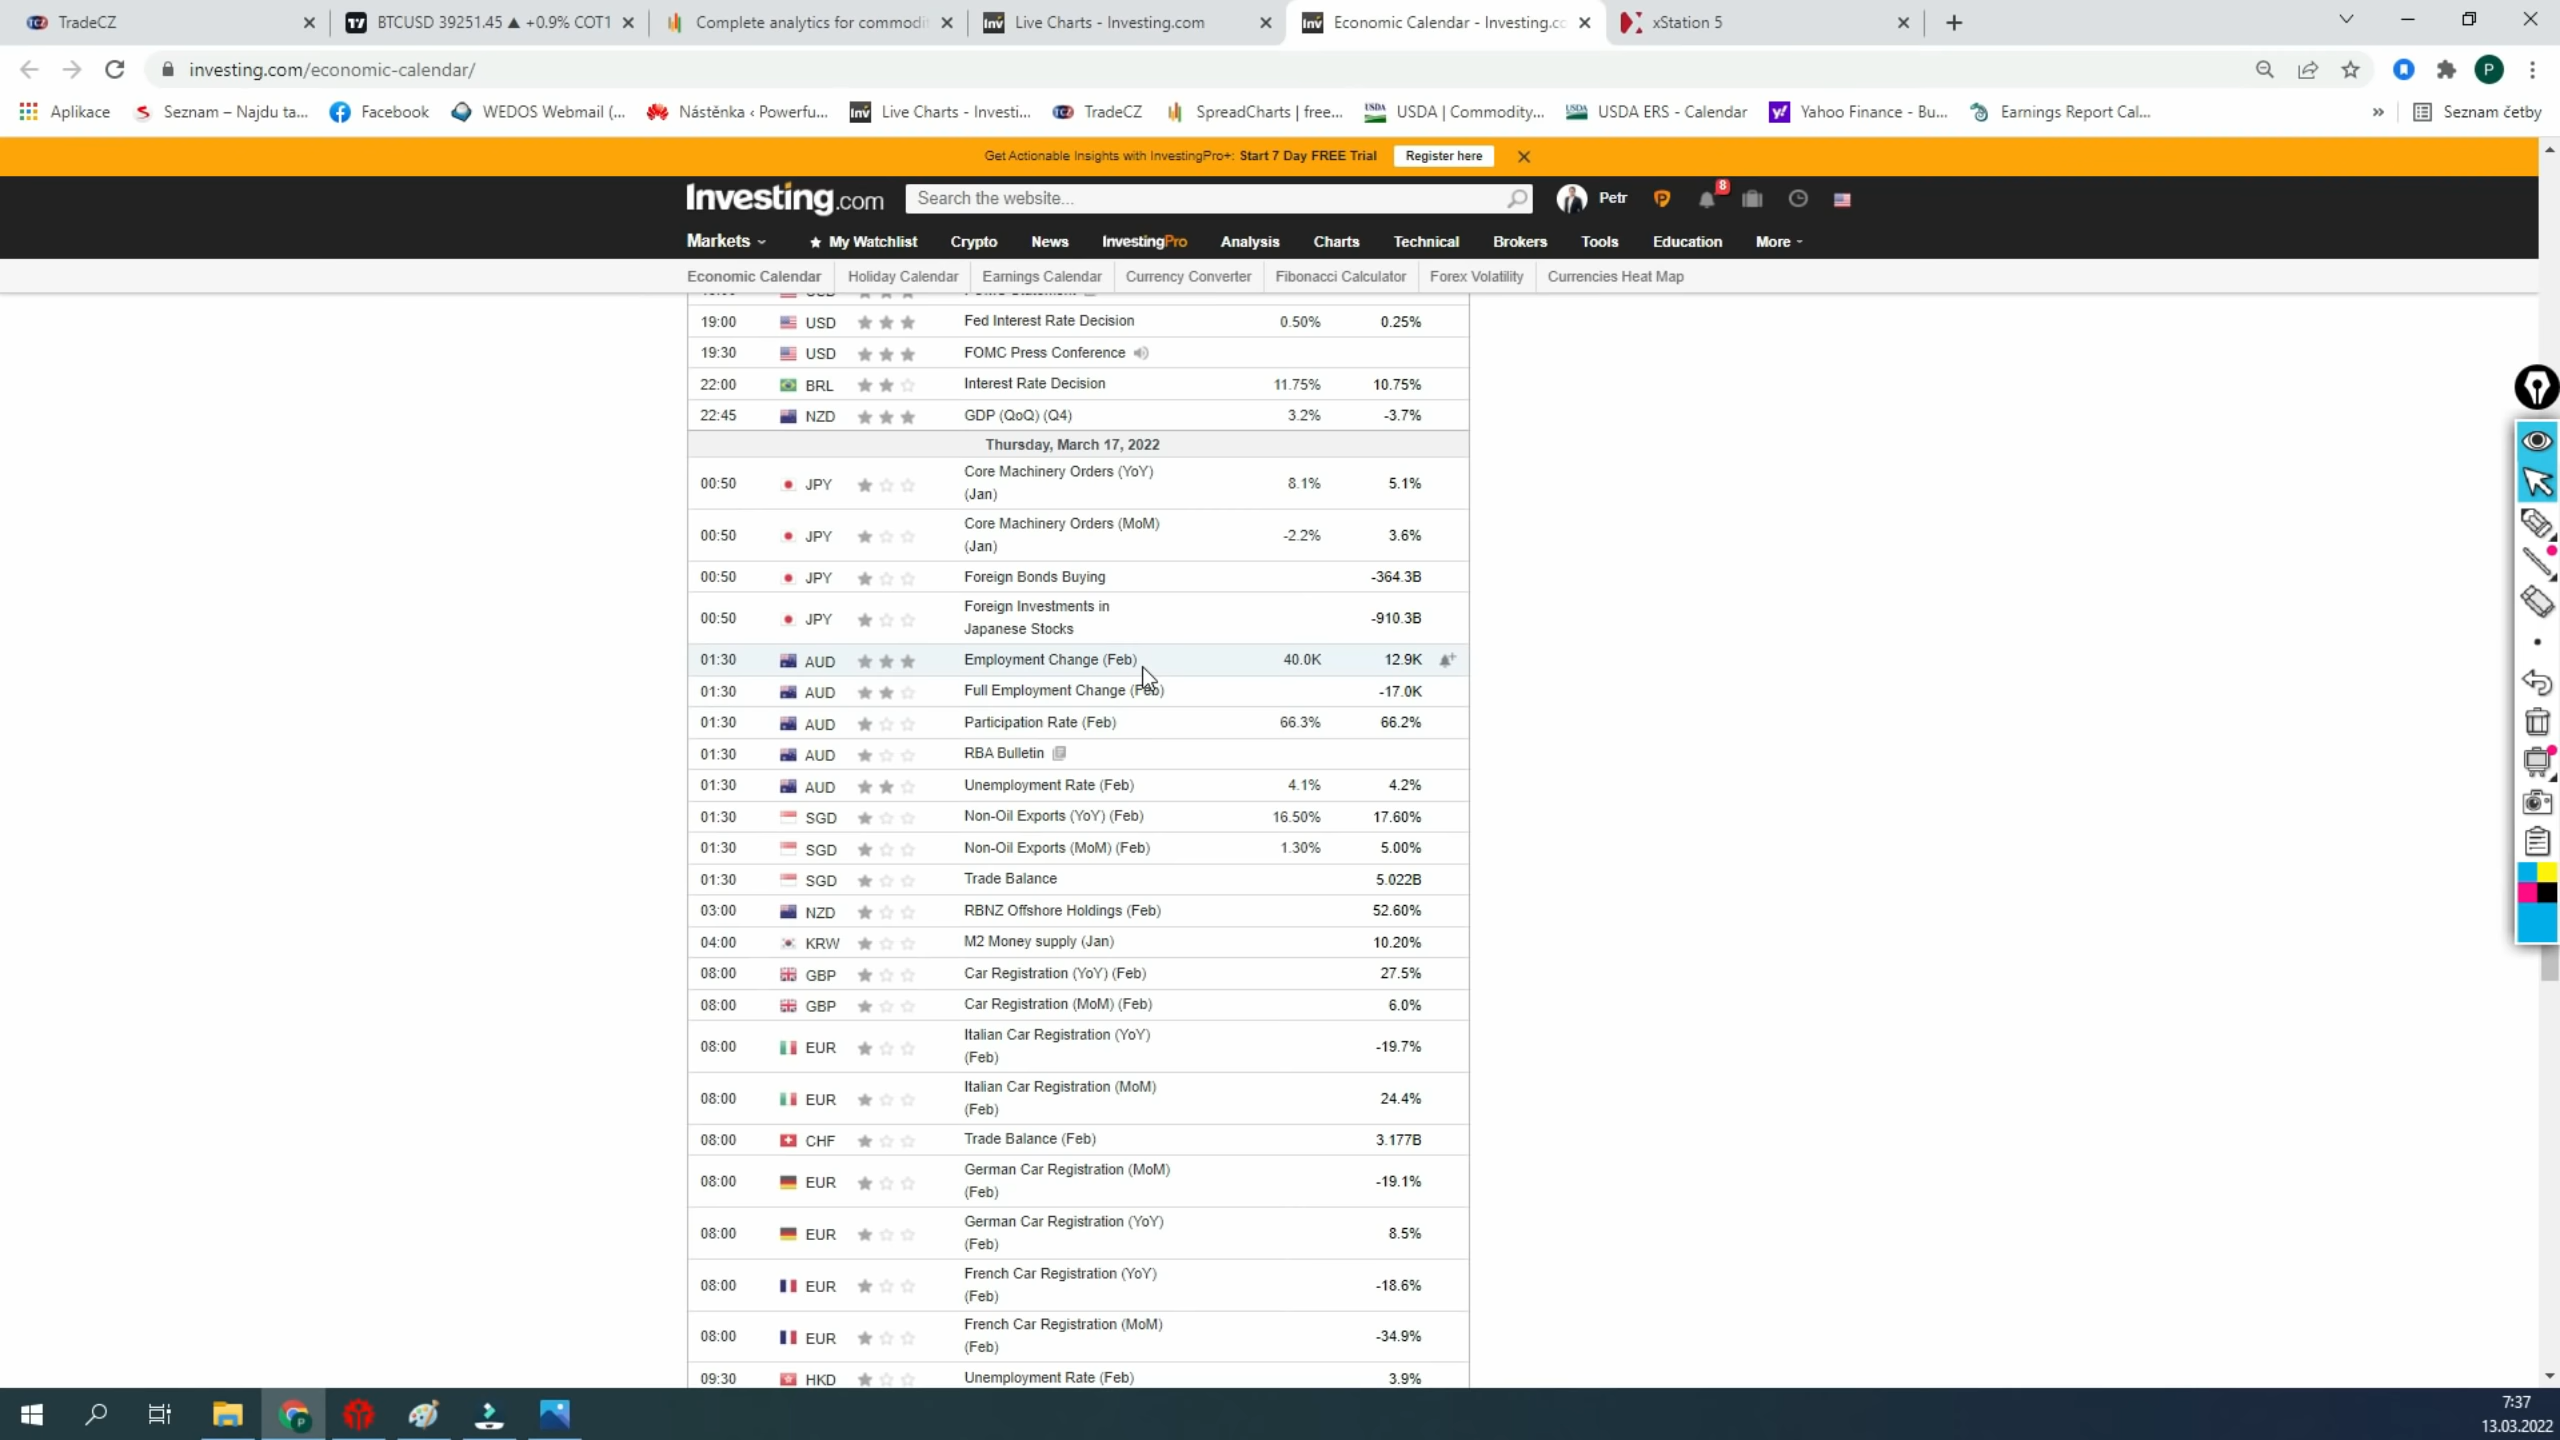 TradeCZ
BTCUSD 39251.45 ▲ +0.9% COT1
Complete analytics for commodi
Live Charts - Investing.com
Economic Calendar - Investing.co
xStation 5
investing.com/economic-calendar/
P
Aplikace
Seznam – Najdu ta...
Facebook
WEDOS Webmail (...
Nástěnka ‹ Powerfu...
Live Charts - Investi...
TradeCZ
SpreadCharts | free...
USDA | Commodity...
USDA ERS - Calendar
Yahoo Finance - Bu...
Earnings Report Cal...
»
Seznam četby
Get Actionable Insights with InvestingPro+: Start 7 Day FREE Trial
Register here
Investing.com
Search the website...
Petr
8
Markets
My Watchlist
Crypto
News
InvestingPro
Analysis
Charts
Technical
Brokers
Tools
Education
More
Economic Calendar
Holiday Calendar
Earnings Calendar
Currency Converter
Fibonacci Calculator
Forex Volatility
Currencies Heat Map
19:00 USD Fed Interest Rate Decision 0.50% 0.25%
19:30 USD FOMC Press Conference
22:00 BRL Interest Rate Decision 11.75% 10.75%
22:45 NZD GDP (QoQ) (Q4) 3.2% -3.7%
Thursday, March 17, 2022
00:50 JPY Core Machinery Orders (YoY) (Jan) 8.1% 5.1%
00:50 JPY Core Machinery Orders (MoM) (Jan) -2.2% 3.6%
00:50 JPY Foreign Bonds Buying -364.3B
00:50 JPY Foreign Investments in Japanese Stocks -910.3B
01:30 AUD Employment Change (Feb) 40.0K 12.9K
01:30 AUD Full Employment Change (Feb) -17.0K
01:30 AUD Participation Rate (Feb) 66.3% 66.2%
01:30 AUD RBA Bulletin
01:30 AUD Unemployment Rate (Feb) 4.1% 4.2%
01:30 SGD Non-Oil Exports (YoY) (Feb) 16.50% 17.60%
01:30 SGD Non-Oil Exports (MoM) (Feb) 1.30% 5.00%
01:30 SGD Trade Balance 5.022B
03:00 NZD RBNZ Offshore Holdings (Feb) 52.60%
04:00 KRW M2 Money supply (Jan) 10.20%
08:00 GBP Car Registration (YoY) (Feb) 27.5%
08:00 GBP Car Registration (MoM) (Feb) 6.0%
08:00 EUR Italian Car Registration (YoY) (Feb) -19.7%
08:00 EUR Italian Car Registration (MoM) (Feb) 24.4%
08:00 CHF Trade Balance (Feb) 3.177B
08:00 EUR German Car Registration (MoM) (Feb) -19.1%
08:00 EUR German Car Registration (YoY) (Feb) 8.5%
08:00 EUR French Car Registration (YoY) (Feb) -18.6%
08:00 EUR French Car Registration (MoM) (Feb) -34.9%
09:30 HKD Unemployment Rate (Feb) 3.9%
7:37
13.03.2022